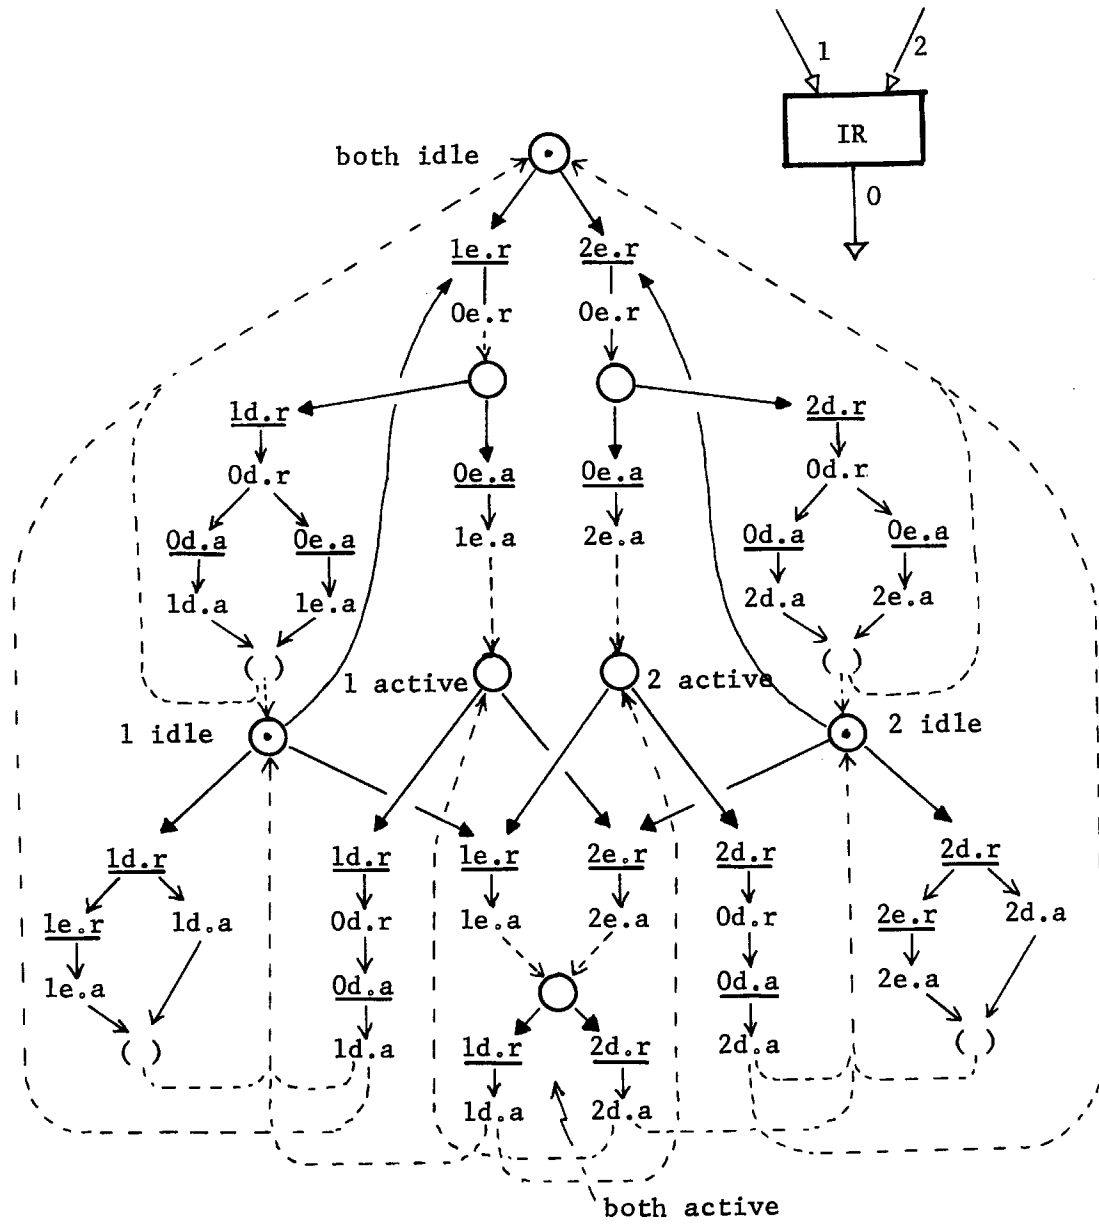 1 2
IR
0
both idle
1e.r 2e.r
0e.r 0e.r
1d.r 2d.r
0d.r 0e.a 0e.a 0d.r
0d.a 0e.a 1e.a 2e.a 0d.a 0e.a
1d.a 1e.a 2d.a 2e.a
( ) ( )
1 active 2 active
1 idle 2 idle
1d.r 1d.r 1e.r 2e.r 2d.r 2d.r
1e.r 1d.a 0d.r 1e.a 2e.a 0d.r 2e.r 2d.a
1e.a 0d.a 0d.a 2e.a
( ) 1d.a 1d.r 2d.r 2d.a ( )
1d.a 2d.a
both active